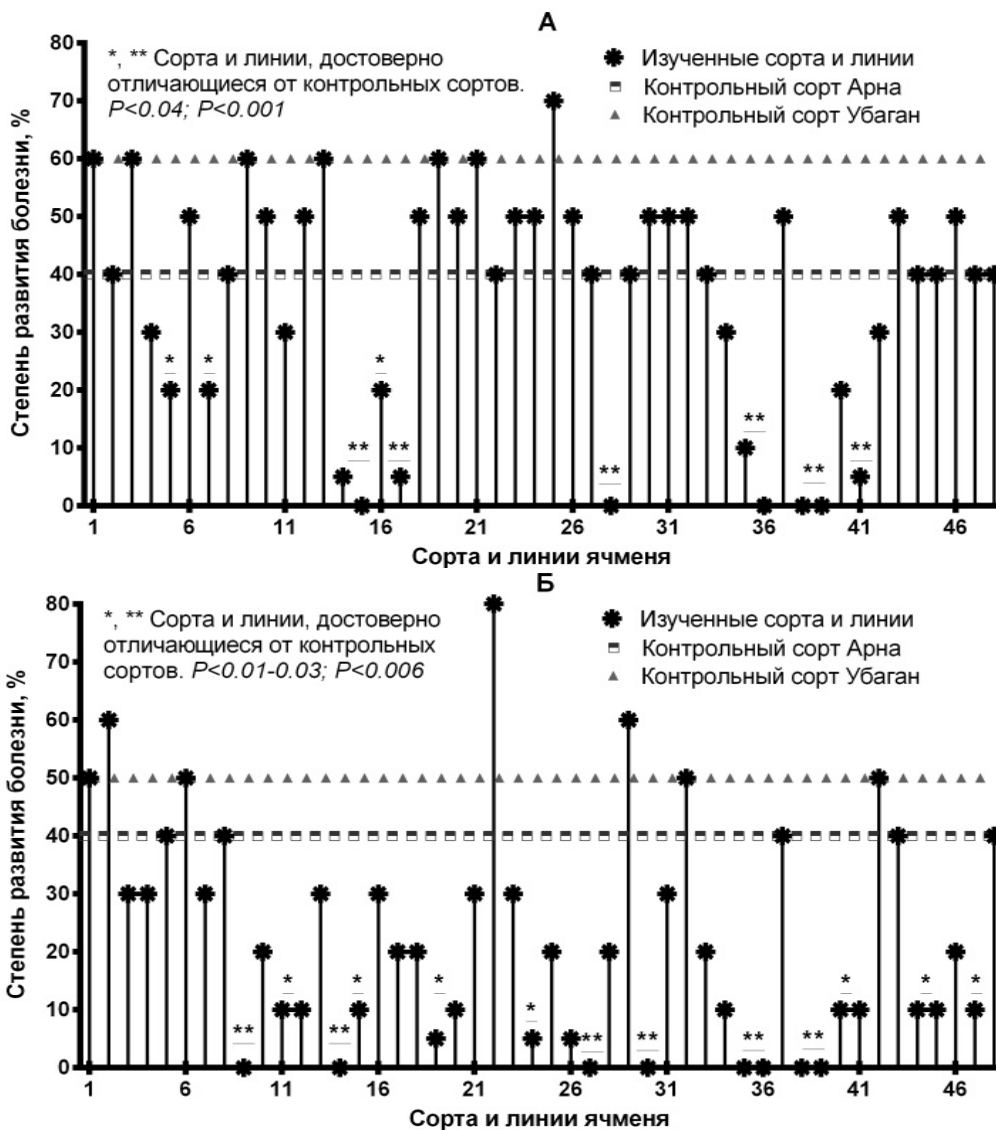 А
*, ** Сорта и линии, достоверно
отличающиеся от контрольных сортов.
P<0.04; P<0.001
Изученные сорта и линии
Контрольный сорт Арна
Контрольный сорт Убаган
Степень развития болезни, %
80
70
60
50
40
30
20
10
0
* * ** * ** ** ** ** **
1 6 11 16 21 26 31 36 41 46
Сорта и линии ячменя
Б
*, ** Сорта и линии, достоверно
отличающиеся от контрольных
сортов. P<0.01-0.03; P<0.006
Изученные сорта и линии
Контрольный сорт Арна
Контрольный сорт Убаган
Степень развития болезни, %
80
70
60
50
40
30
20
10
0
** * ** * * * ** ** ** ** * * *
1 6 11 16 21 26 31 36 41 46
Сорта и линии ячменя